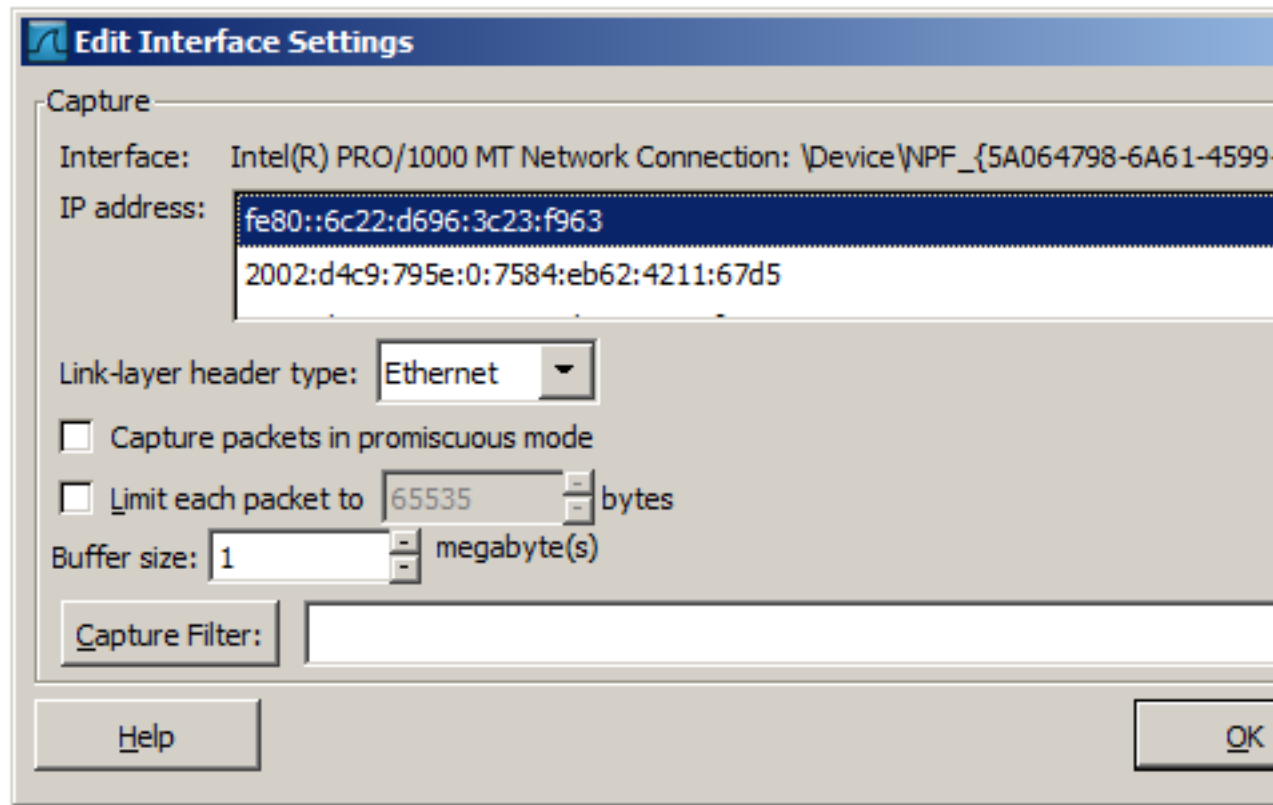 Edit Interface Settings
Capture
Interface: Intel(R) PRO/1000 MT Network Connection: \Device\NPF_{5A064798-6A61-4599-
IP address: fe80::6c22:d696:3c23:f963
2002:d4c9:795e:0:7584:eb62:4211:67d5
Link-layer header type: Ethernet
Capture packets in promiscuous mode
Limit each packet to 65535 bytes
Buffer size: 1 megabyte(s)
Capture Filter:
Help OK